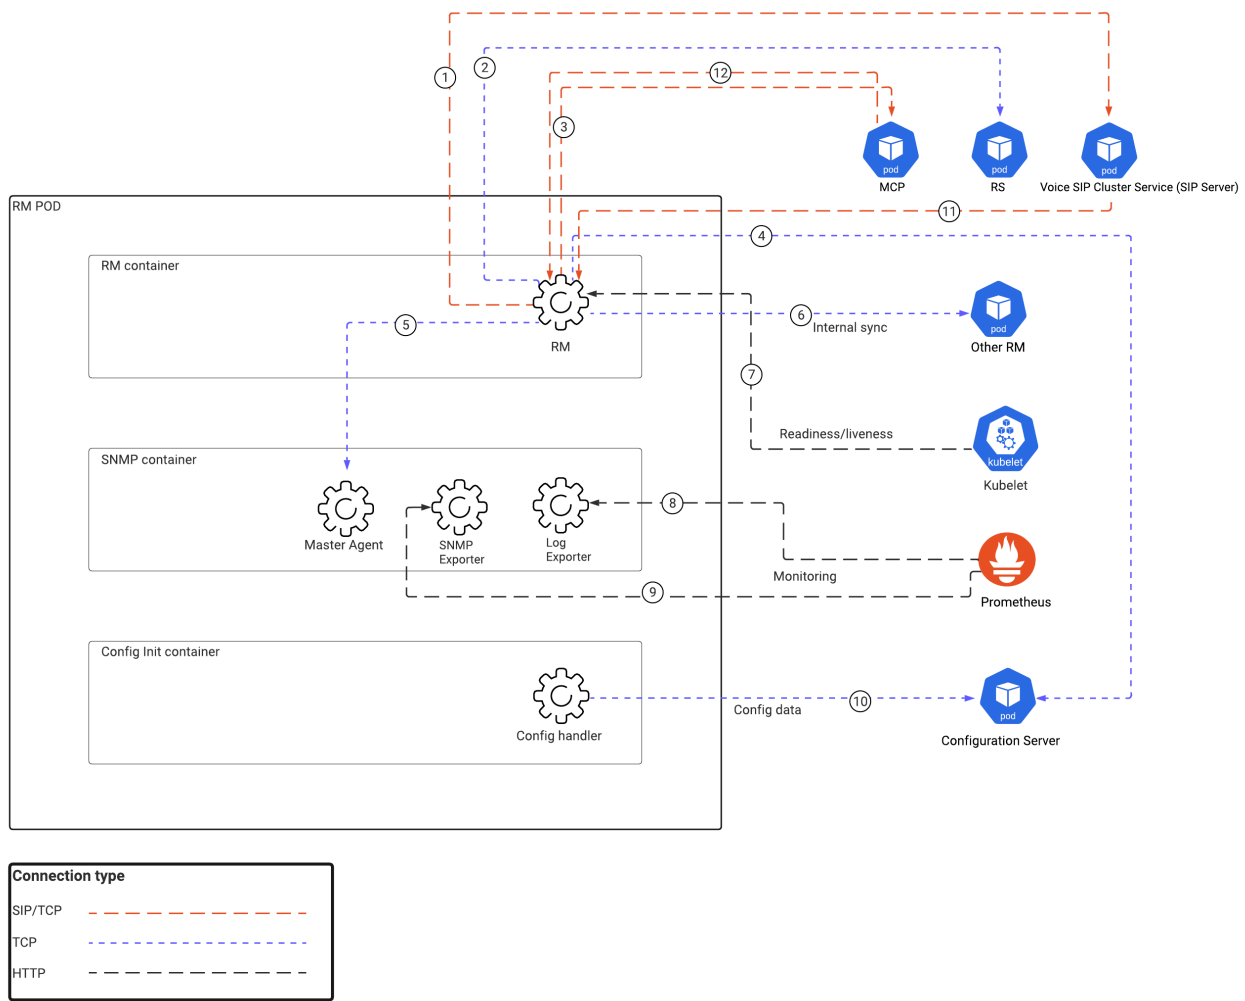 1
2
12
3
pod
MCP
pod
RS
pod
Voice SIP Cluster Service (SIP Server)
RM POD
11
4
RM container
5
RM
6
Internal sync
pod
Other RM
7
Readiness/liveness
kubelet
Kubelet
SNMP container
Master Agent
SNMP
Exporter
Log
Exporter
8
Monitoring
9
Prometheus
Config Init container
Config handler
Config data
10
pod
Configuration Server
Connection type
SIP/TCP
TCP
HTTP